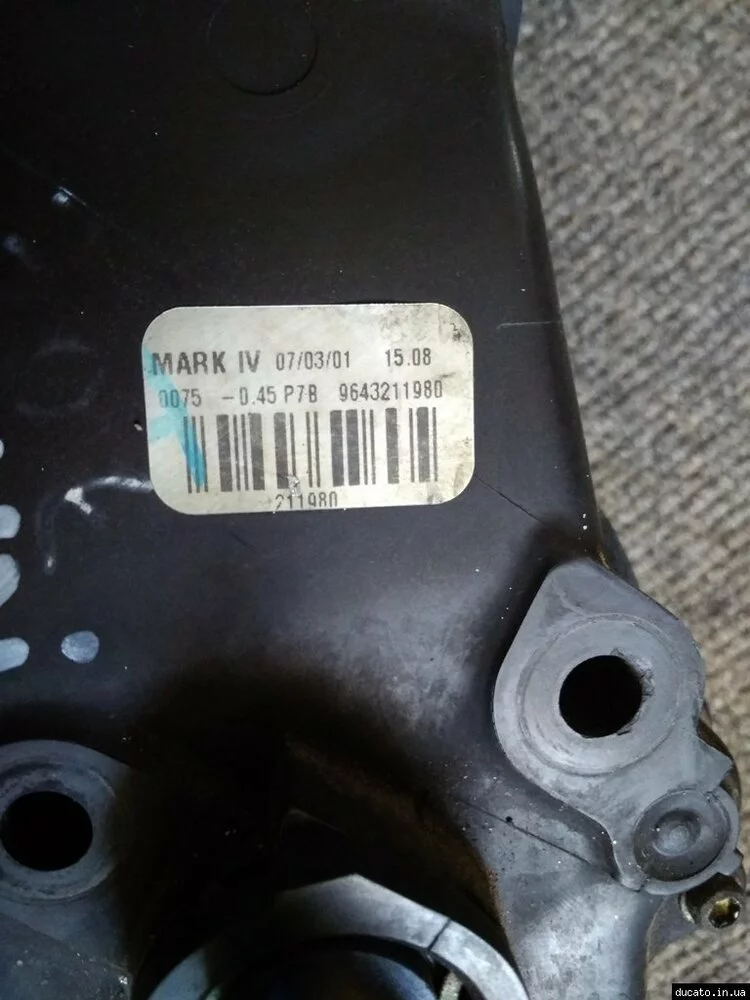 MARK IV 07/03/01 15.08
0075 -0.45 P7B 9643211980
211980
ducato.in.ua